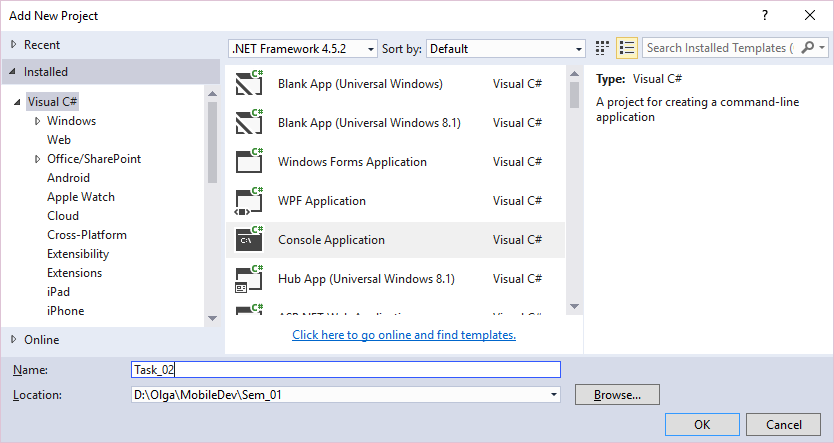 Add New Project
? ×
Recent
.NET Framework 4.5.2
Sort by:
Default
Search Installed Templates (
Installed
Visual C#
Windows
Web
Office/SharePoint
Android
Apple Watch
Cloud
Cross-Platform
Extensibility
Extensions
iPad
iPhone
Online
C# Blank App (Universal Windows) Visual C#
C# Blank App (Universal Windows 8.1) Visual C#
C# Windows Forms Application Visual C#
C# WPF Application Visual C#
C# C:\ Console Application Visual C#
C# Hub App (Universal Windows 8.1) Visual C#
Click here to go online and find templates.
Type: Visual C#
A project for creating a command-line
application
Name: Task_02
Location: D:\Olga\MobileDev\Sem_01
Browse...
OK
Cancel